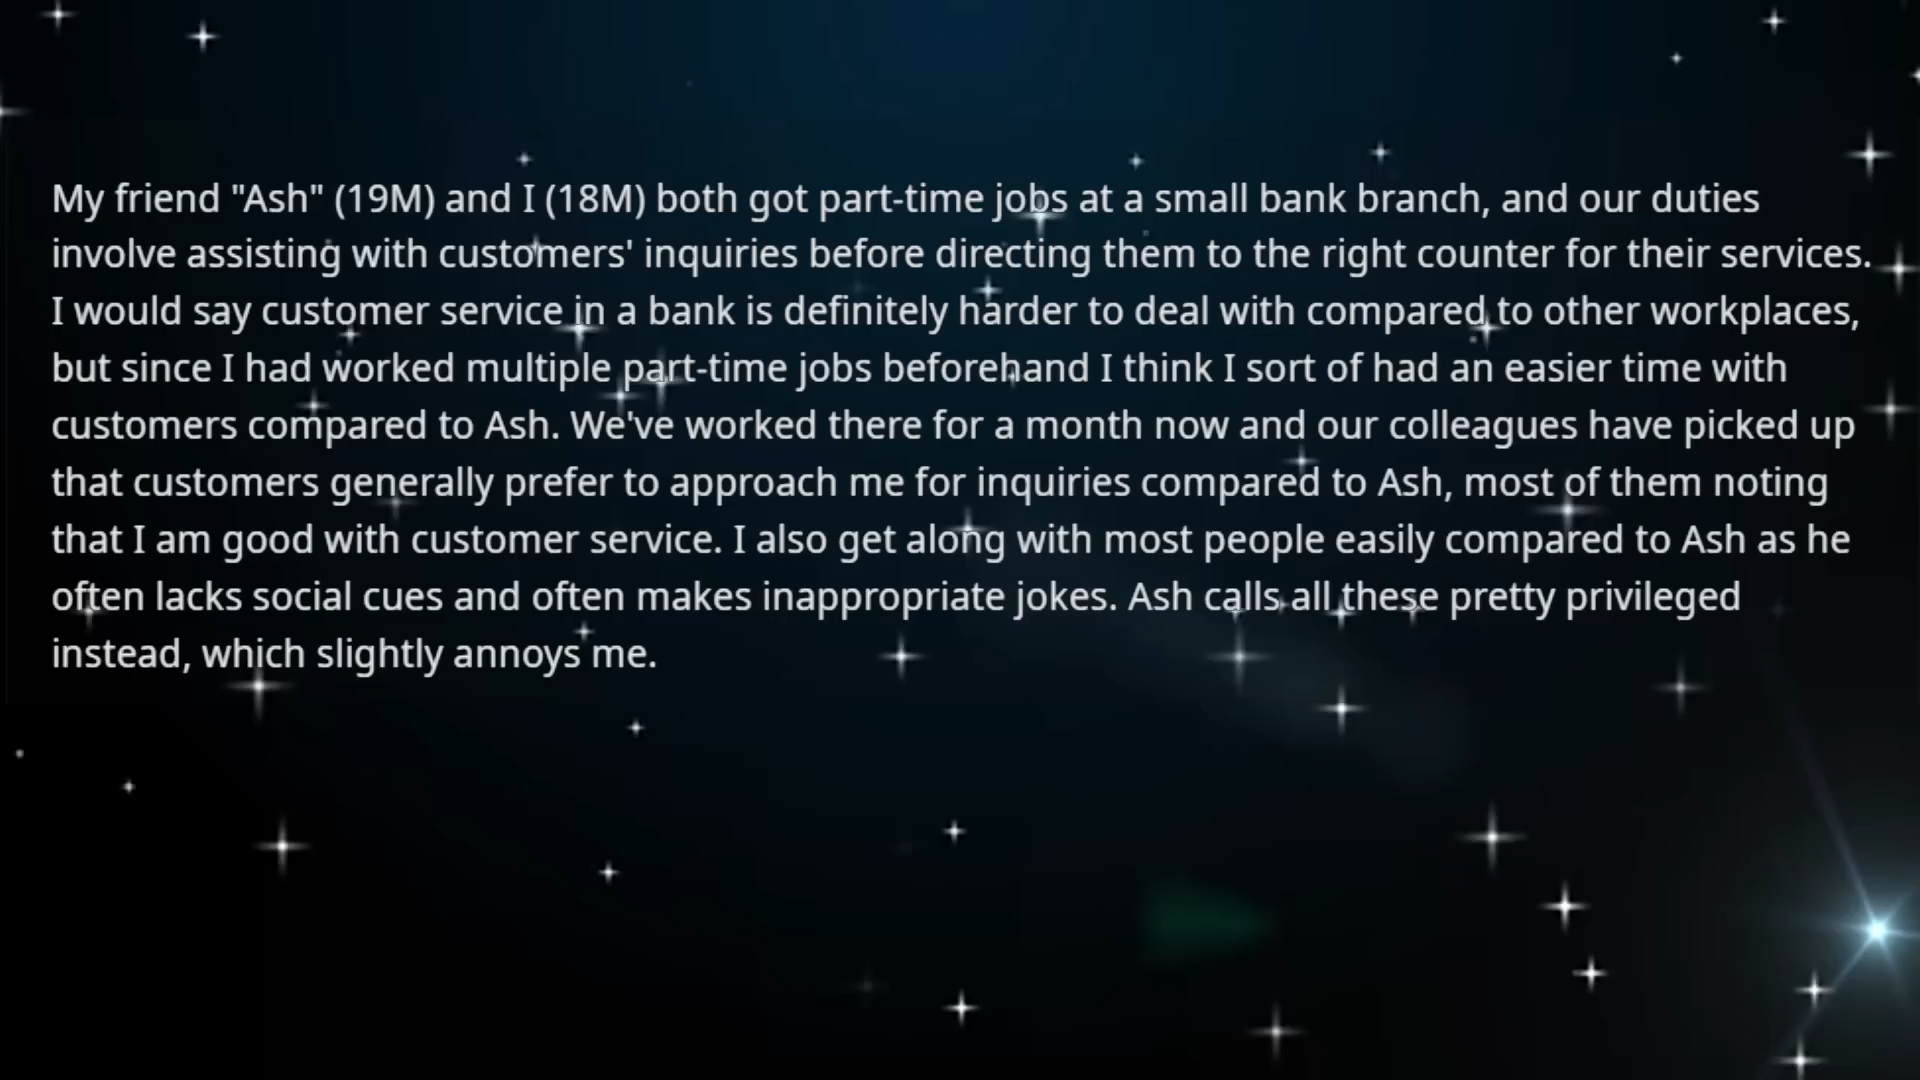 My friend "Ash" (19M) and I (18M) both got part-time jobs at a small bank branch, and our duties
involve assisting with customers' inquiries before directing them to the right counter for their services.
I would say customer service in a bank is definitely harder to deal with compared to other workplaces,
but since I had worked multiple part-time jobs beforehand I think I sort of had an easier time with
customers compared to Ash. We've worked there for a month now and our colleagues have picked up
that customers generally prefer to approach me for inquiries compared to Ash, most of them noting
that I am good with customer service. I also get along with most people easily compared to Ash as he
often lacks social cues and often makes inappropriate jokes. Ash calls all these pretty privileged
instead, which slightly annoys me.